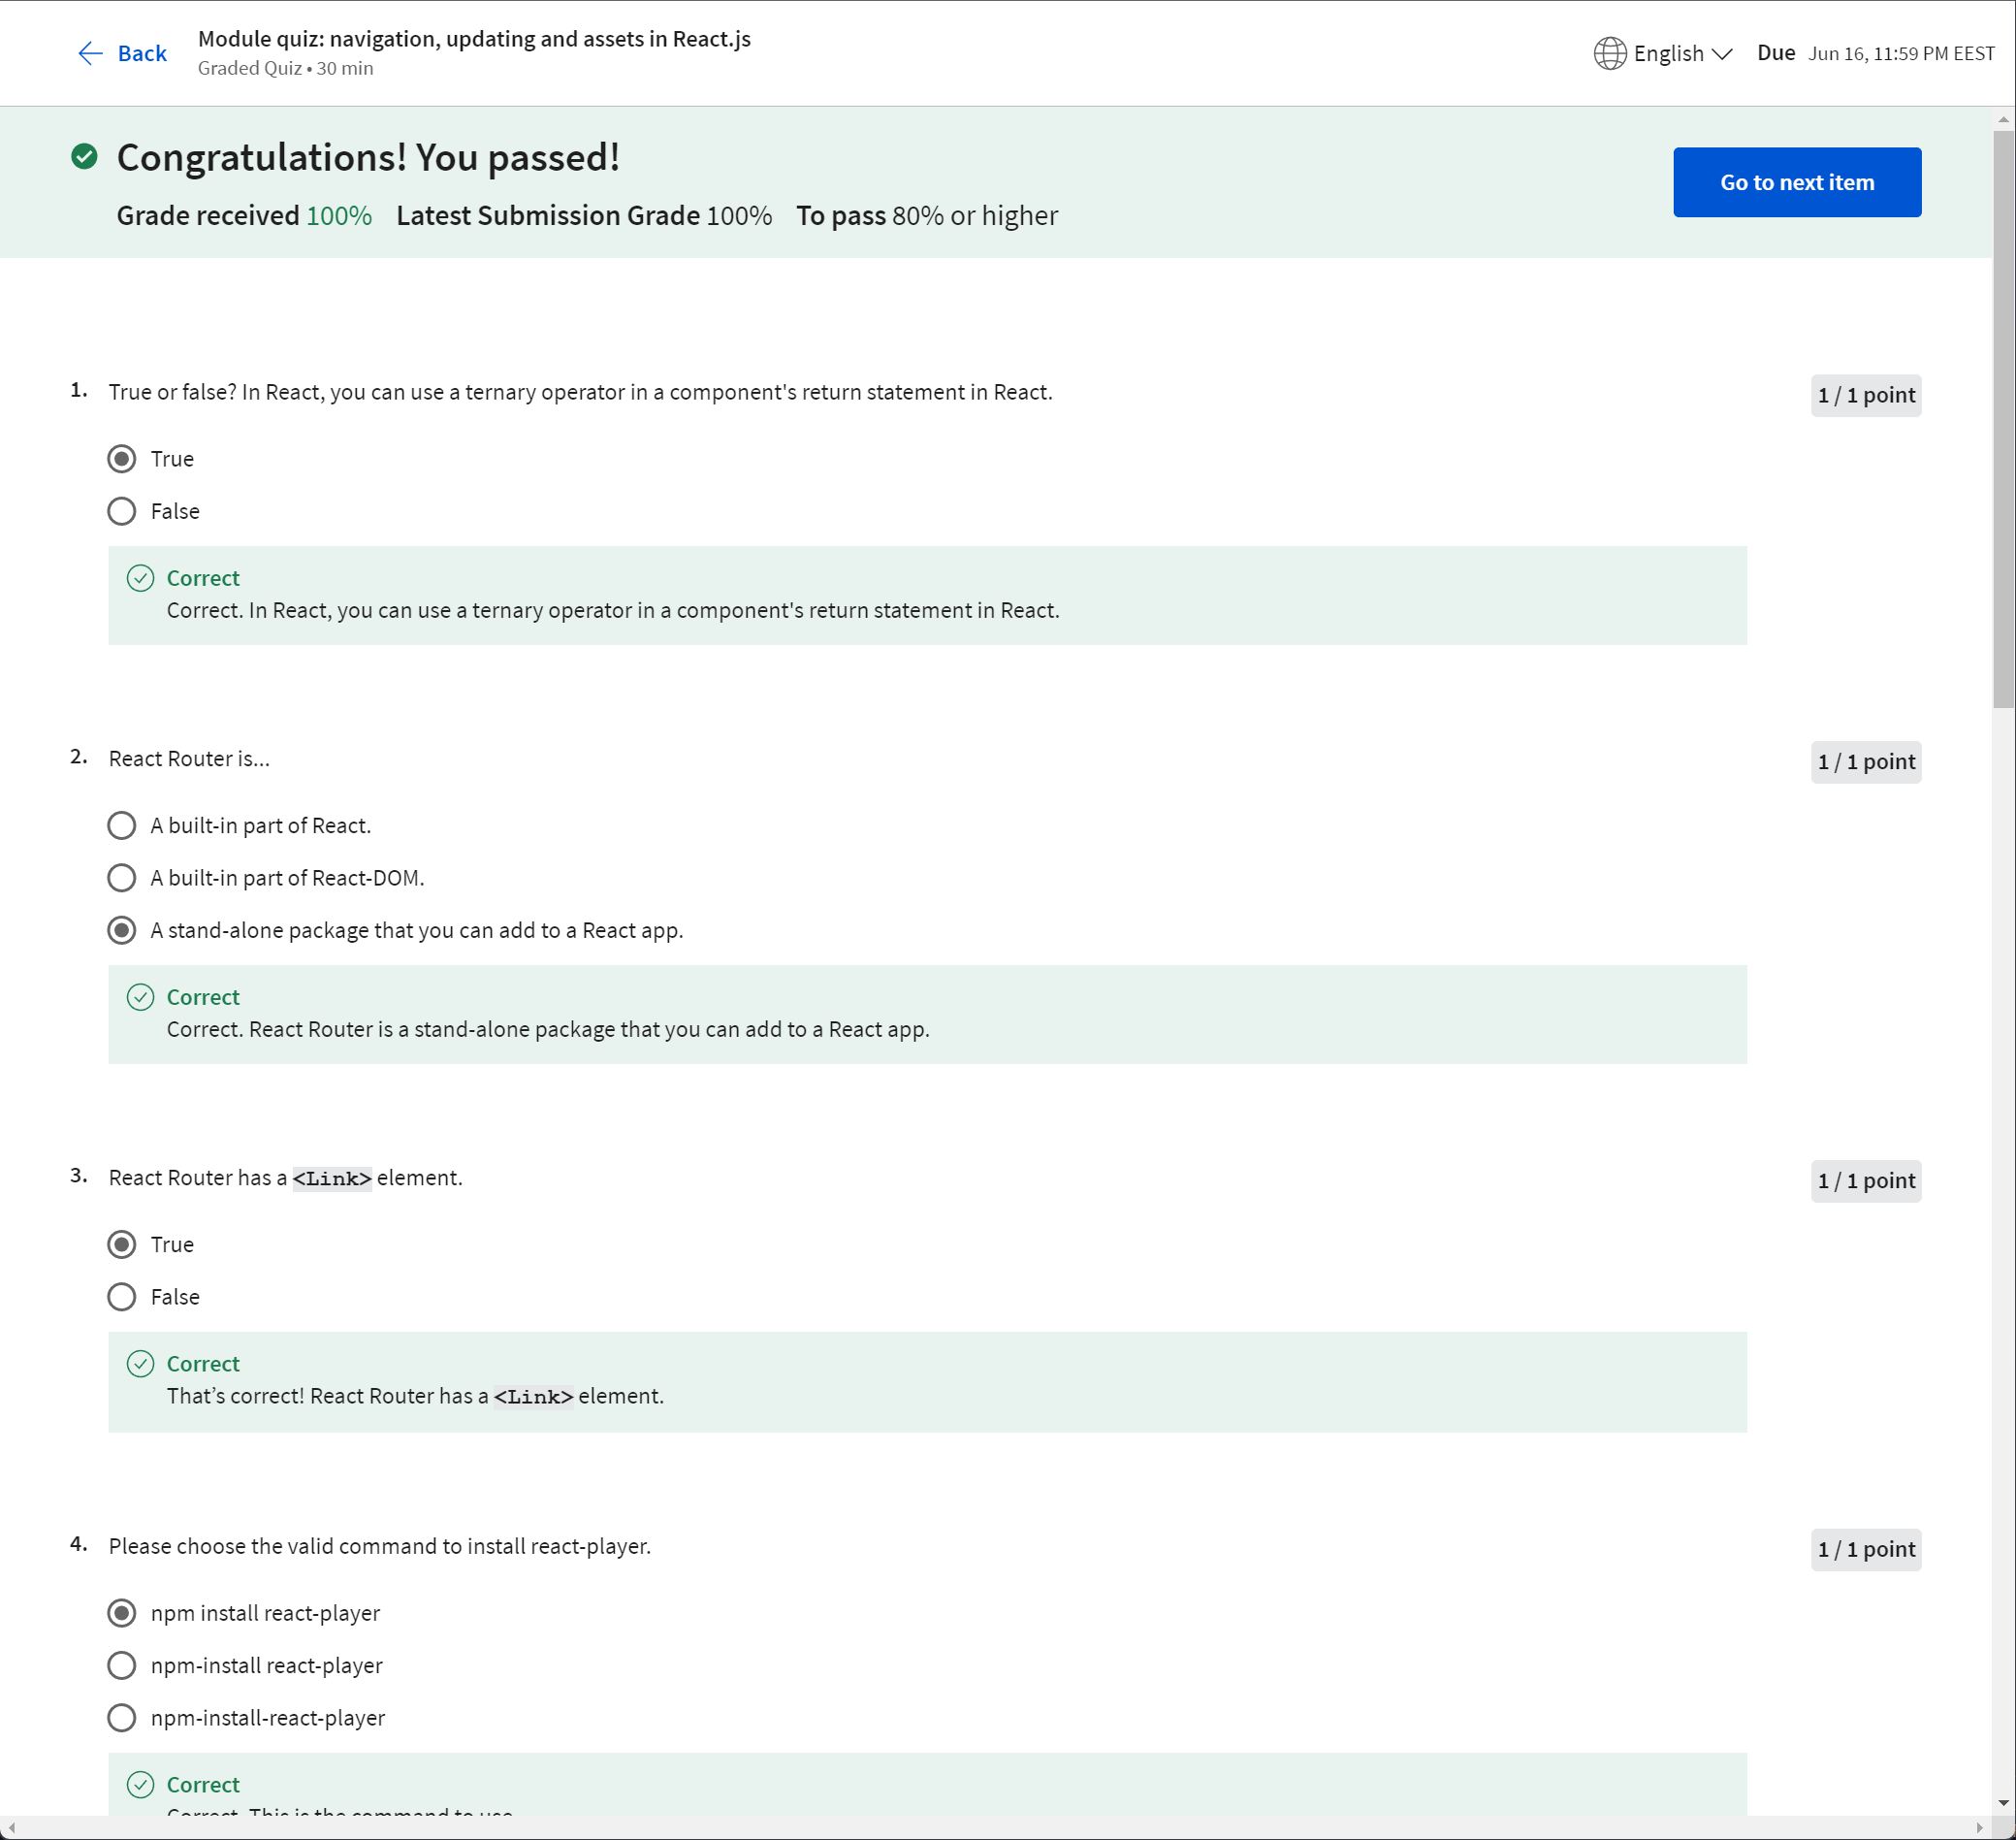 Back
Module quiz: navigation, updating and assets in React.js
Graded Quiz • 30 min
English
Due Jun 16, 11:59 PM EEST
Congratulations! You passed!
Grade received 100% Latest Submission Grade 100% To pass 80% or higher
Go to next item
1. True or false? In React, you can use a ternary operator in a component's return statement in React.
1 / 1 point
True
False
Correct
Correct. In React, you can use a ternary operator in a component's return statement in React.
2. React Router is...
1 / 1 point
A built-in part of React.
A built-in part of React-DOM.
A stand-alone package that you can add to a React app.
Correct
Correct. React Router is a stand-alone package that you can add to a React app.
3. React Router has a <Link> element.
1 / 1 point
True
False
Correct
That’s correct! React Router has a <Link> element.
4. Please choose the valid command to install react-player.
1 / 1 point
npm install react-player
npm-install react-player
npm-install-react-player
Correct
Correct. This is the command to use